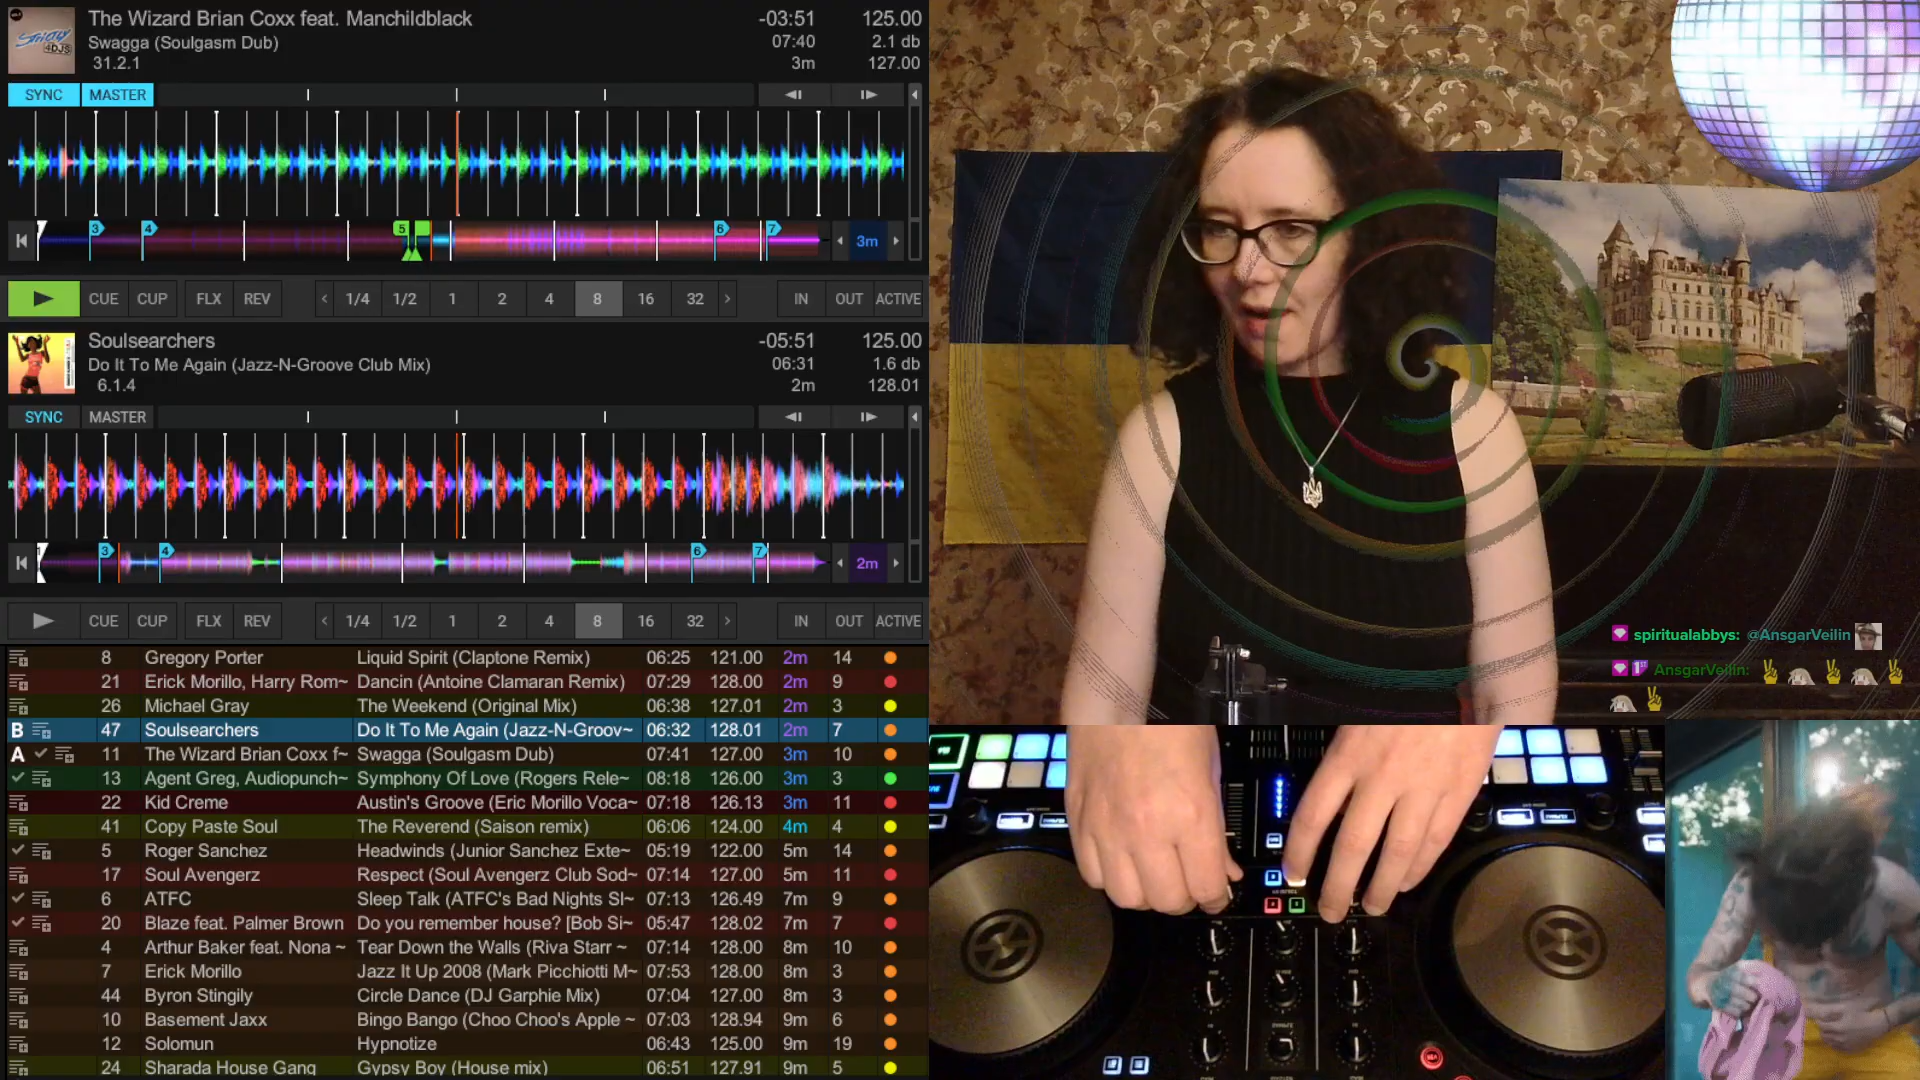 The Wizard Brian Coxx feat. Manchildblack
-03:51
125.00
Swagga (Soulgasm Dub)
07:40
2.1 db
31.2.1
3m
127.00
SYNC
MASTER
3
4
5
6
7
3m
CUE
CUP
FLX
REV
1/4
1/2
1
2
4
8
16
32
IN
OUT
ACTIVE
Soulsearchers
-05:51
125.00
Do It To Me Again (Jazz-N-Groove Club Mix)
06:31
1.6 db
6.1.4
2m
128.01
SYNC
MASTER
3
4
6
7
2m
CUE
CUP
FLX
REV
1/4
1/2
1
2
4
8
16
32
IN
OUT
ACTIVE
8 Gregory Porter Liquid Spirit (Claptone Remix) 06:25 121.00 2m 14
21 Erick Morillo, Harry Rom~ Dancin (Antoine Clamaran Remix) 07:29 128.00 2m 9
26 Michael Gray The Weekend (Original Mix) 06:38 127.01 2m 3
B 47 Soulsearchers Do It To Me Again (Jazz-N-Groov~ 06:32 128.01 2m 7
A 11 The Wizard Brian Coxx f~ Swagga (Soulgasm Dub) 07:41 127.00 3m 10
13 Agent Greg, Audiopunch~ Symphony Of Love (Rogers Rele~ 08:18 126.00 3m 3
22 Kid Creme Austin's Groove (Eric Morillo Voca~ 07:18 126.13 3m 11
41 Copy Paste Soul The Reverend (Saison remix) 06:06 124.00 4m 4
5 Roger Sanchez Headwinds (Junior Sanchez Exte~ 05:19 122.00 5m 14
17 Soul Avengerz Respect (Soul Avengerz Club Sod~ 07:14 127.00 5m 11
6 ATFC Sleep Talk (ATFC's Bad Nights Sl~ 07:13 126.49 7m 9
20 Blaze feat. Palmer Brown Do you remember house? [Bob Si~ 05:47 128.02 7m 7
4 Arthur Baker feat. Nona ~ Tear Down the Walls (Riva Starr ~ 07:14 128.00 8m 10
7 Erick Morillo Jazz It Up 2008 (Mark Picchiotti M~ 07:53 128.00 8m 3
44 Byron Stingily Circle Dance (DJ Garphie Mix) 07:04 127.00 8m 3
10 Basement Jaxx Bingo Bango (Choo Choo's Apple ~ 07:03 128.94 9m 6
12 Solomun Hypnotize 06:43 125.00 9m 19
24 Sharada House Gang Gypsy Boy (House mix) 06:51 127.91 9m 5
spiritualabbys: @AnsgarVeilin
AnsgarVeilin: